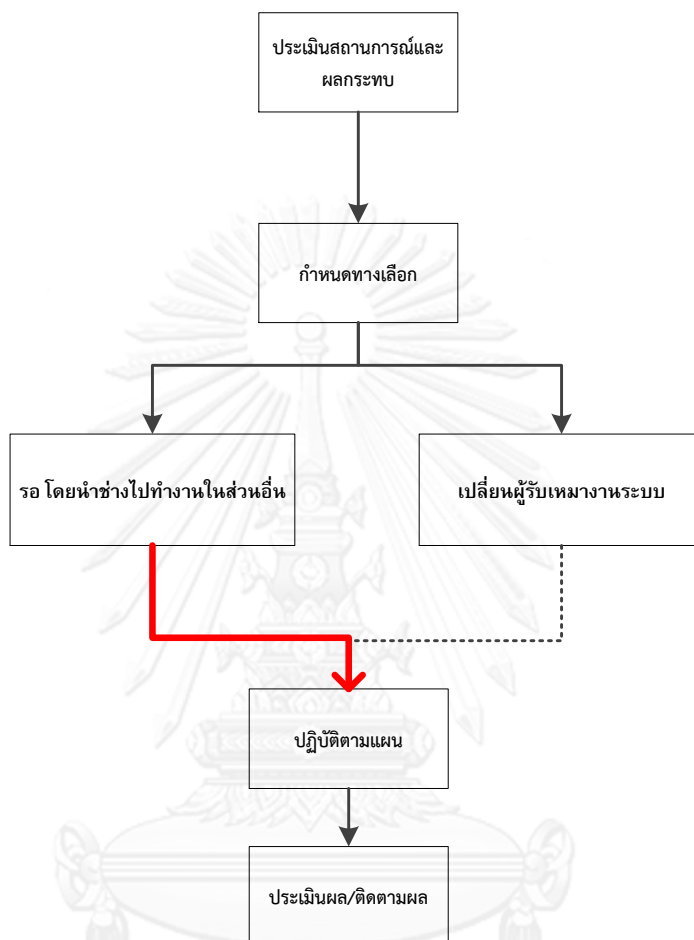 ประเมินสถานการณ์และ
ผลกระทบ
กำหนดทางเลือก
รอ โดยนำช่างไปทำงานในส่วนอื่น
เปลี่ยนผู้รับเหมางานระบบ
ปฏิบัติตามแผน
ประเมินผล/ติดตามผล